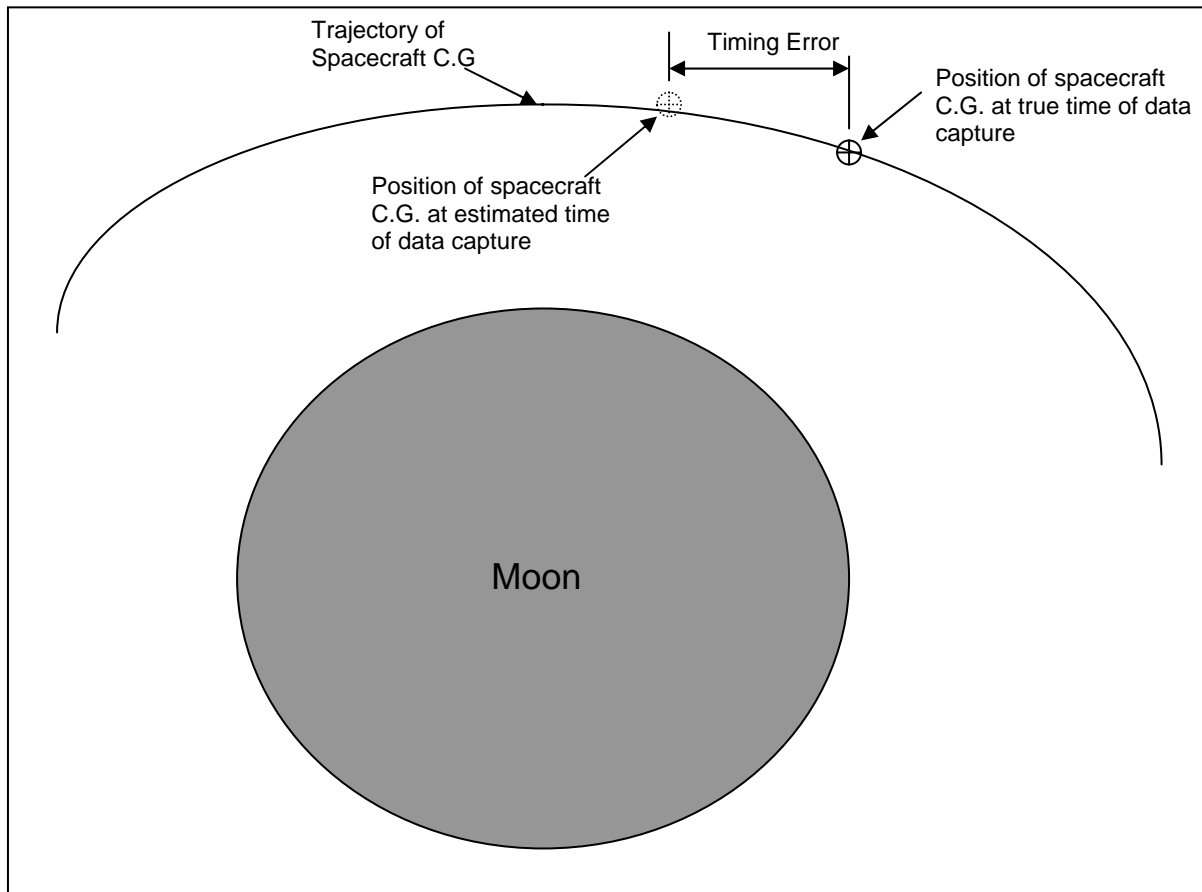 Trajectory of
Spacecraft C.G
Timing Error
Position of spacecraft
C.G. at true time of data
capture
Position of spacecraft
C.G. at estimated time
of data capture
Moon